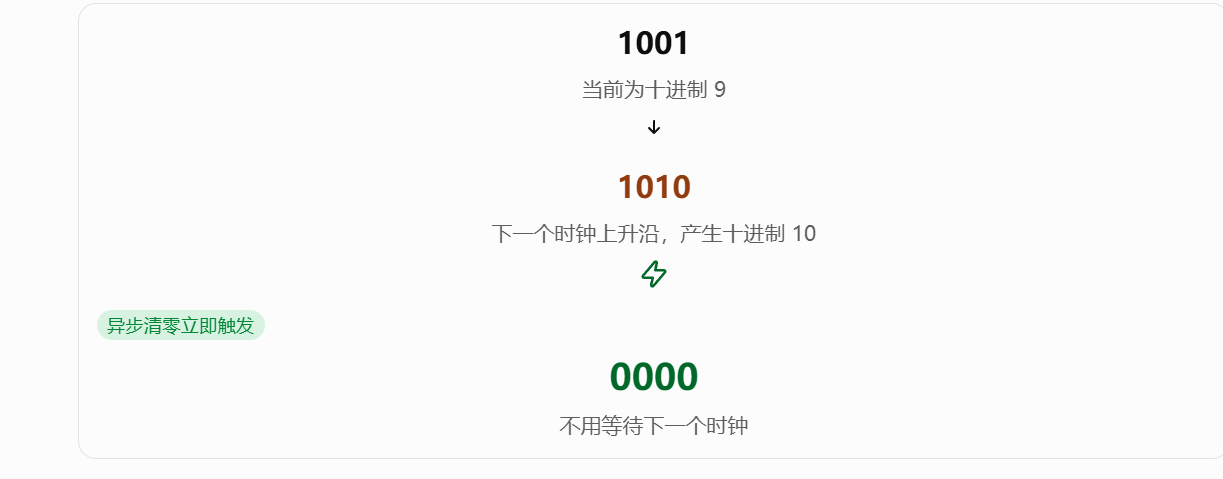 1001
当前为十进制 9
↓
1010
下一个时钟上升沿，产生十进制 10
异步清零立即触发
0000
不用等待下一个时钟